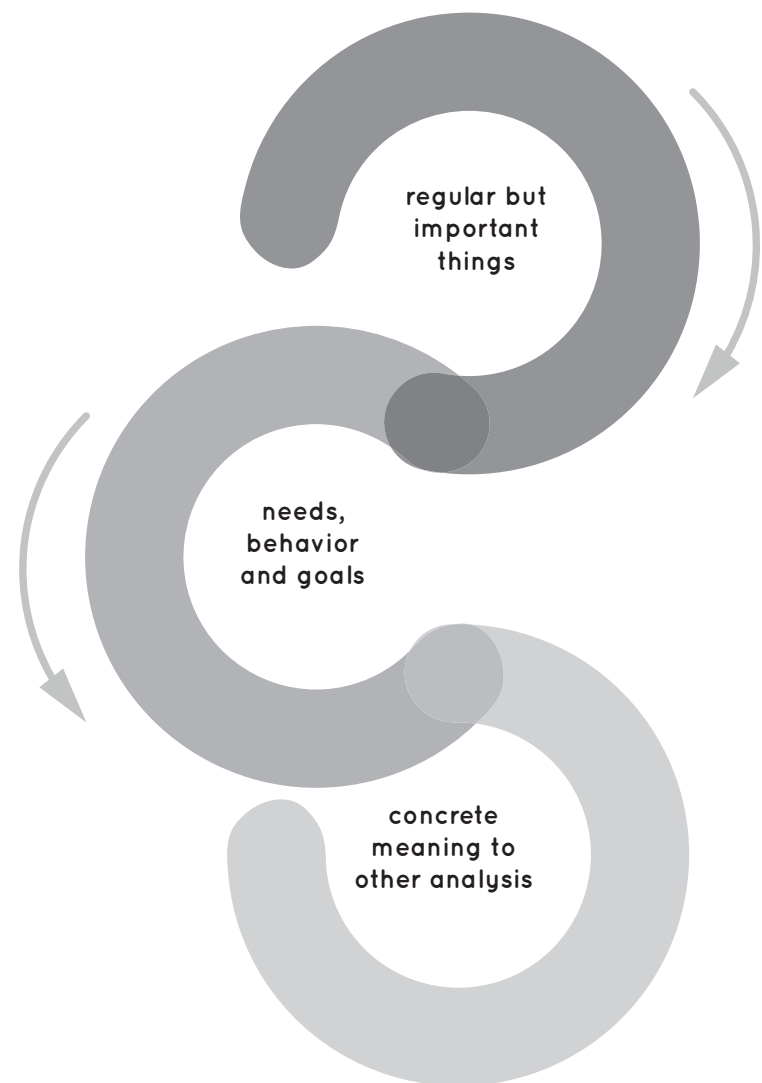 regular but
important
things
needs,
behavior
and goals
concrete
meaning to
other analysis